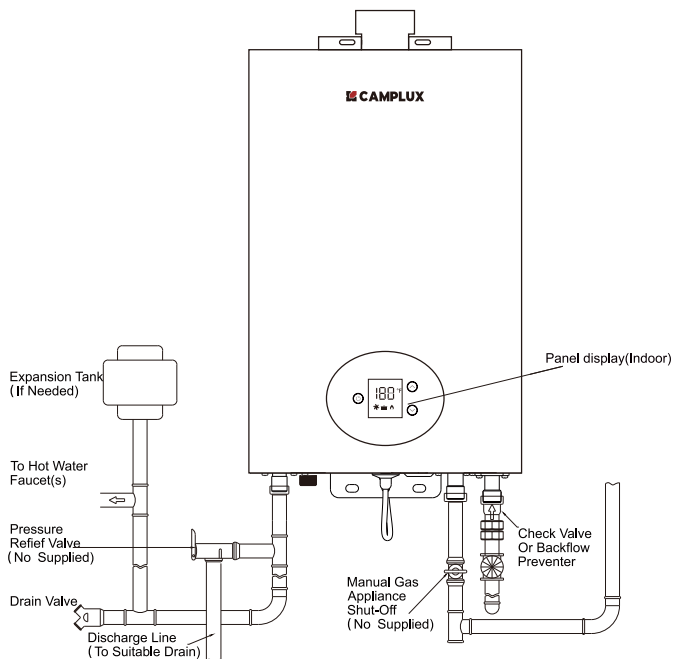 CAMPLUX
Panel display(Indoor)
188 °F
Expansion Tank
(If Needed)
To Hot Water
Faucet(s)
Pressure
Refief Valve
(No Supplied)
Drain Valve
Discharge Line
(To Suitable Drain)
Manual Gas
Appliance
Shut-Off
(No Supplied)
Check Valve
Or Backflow
Preventer